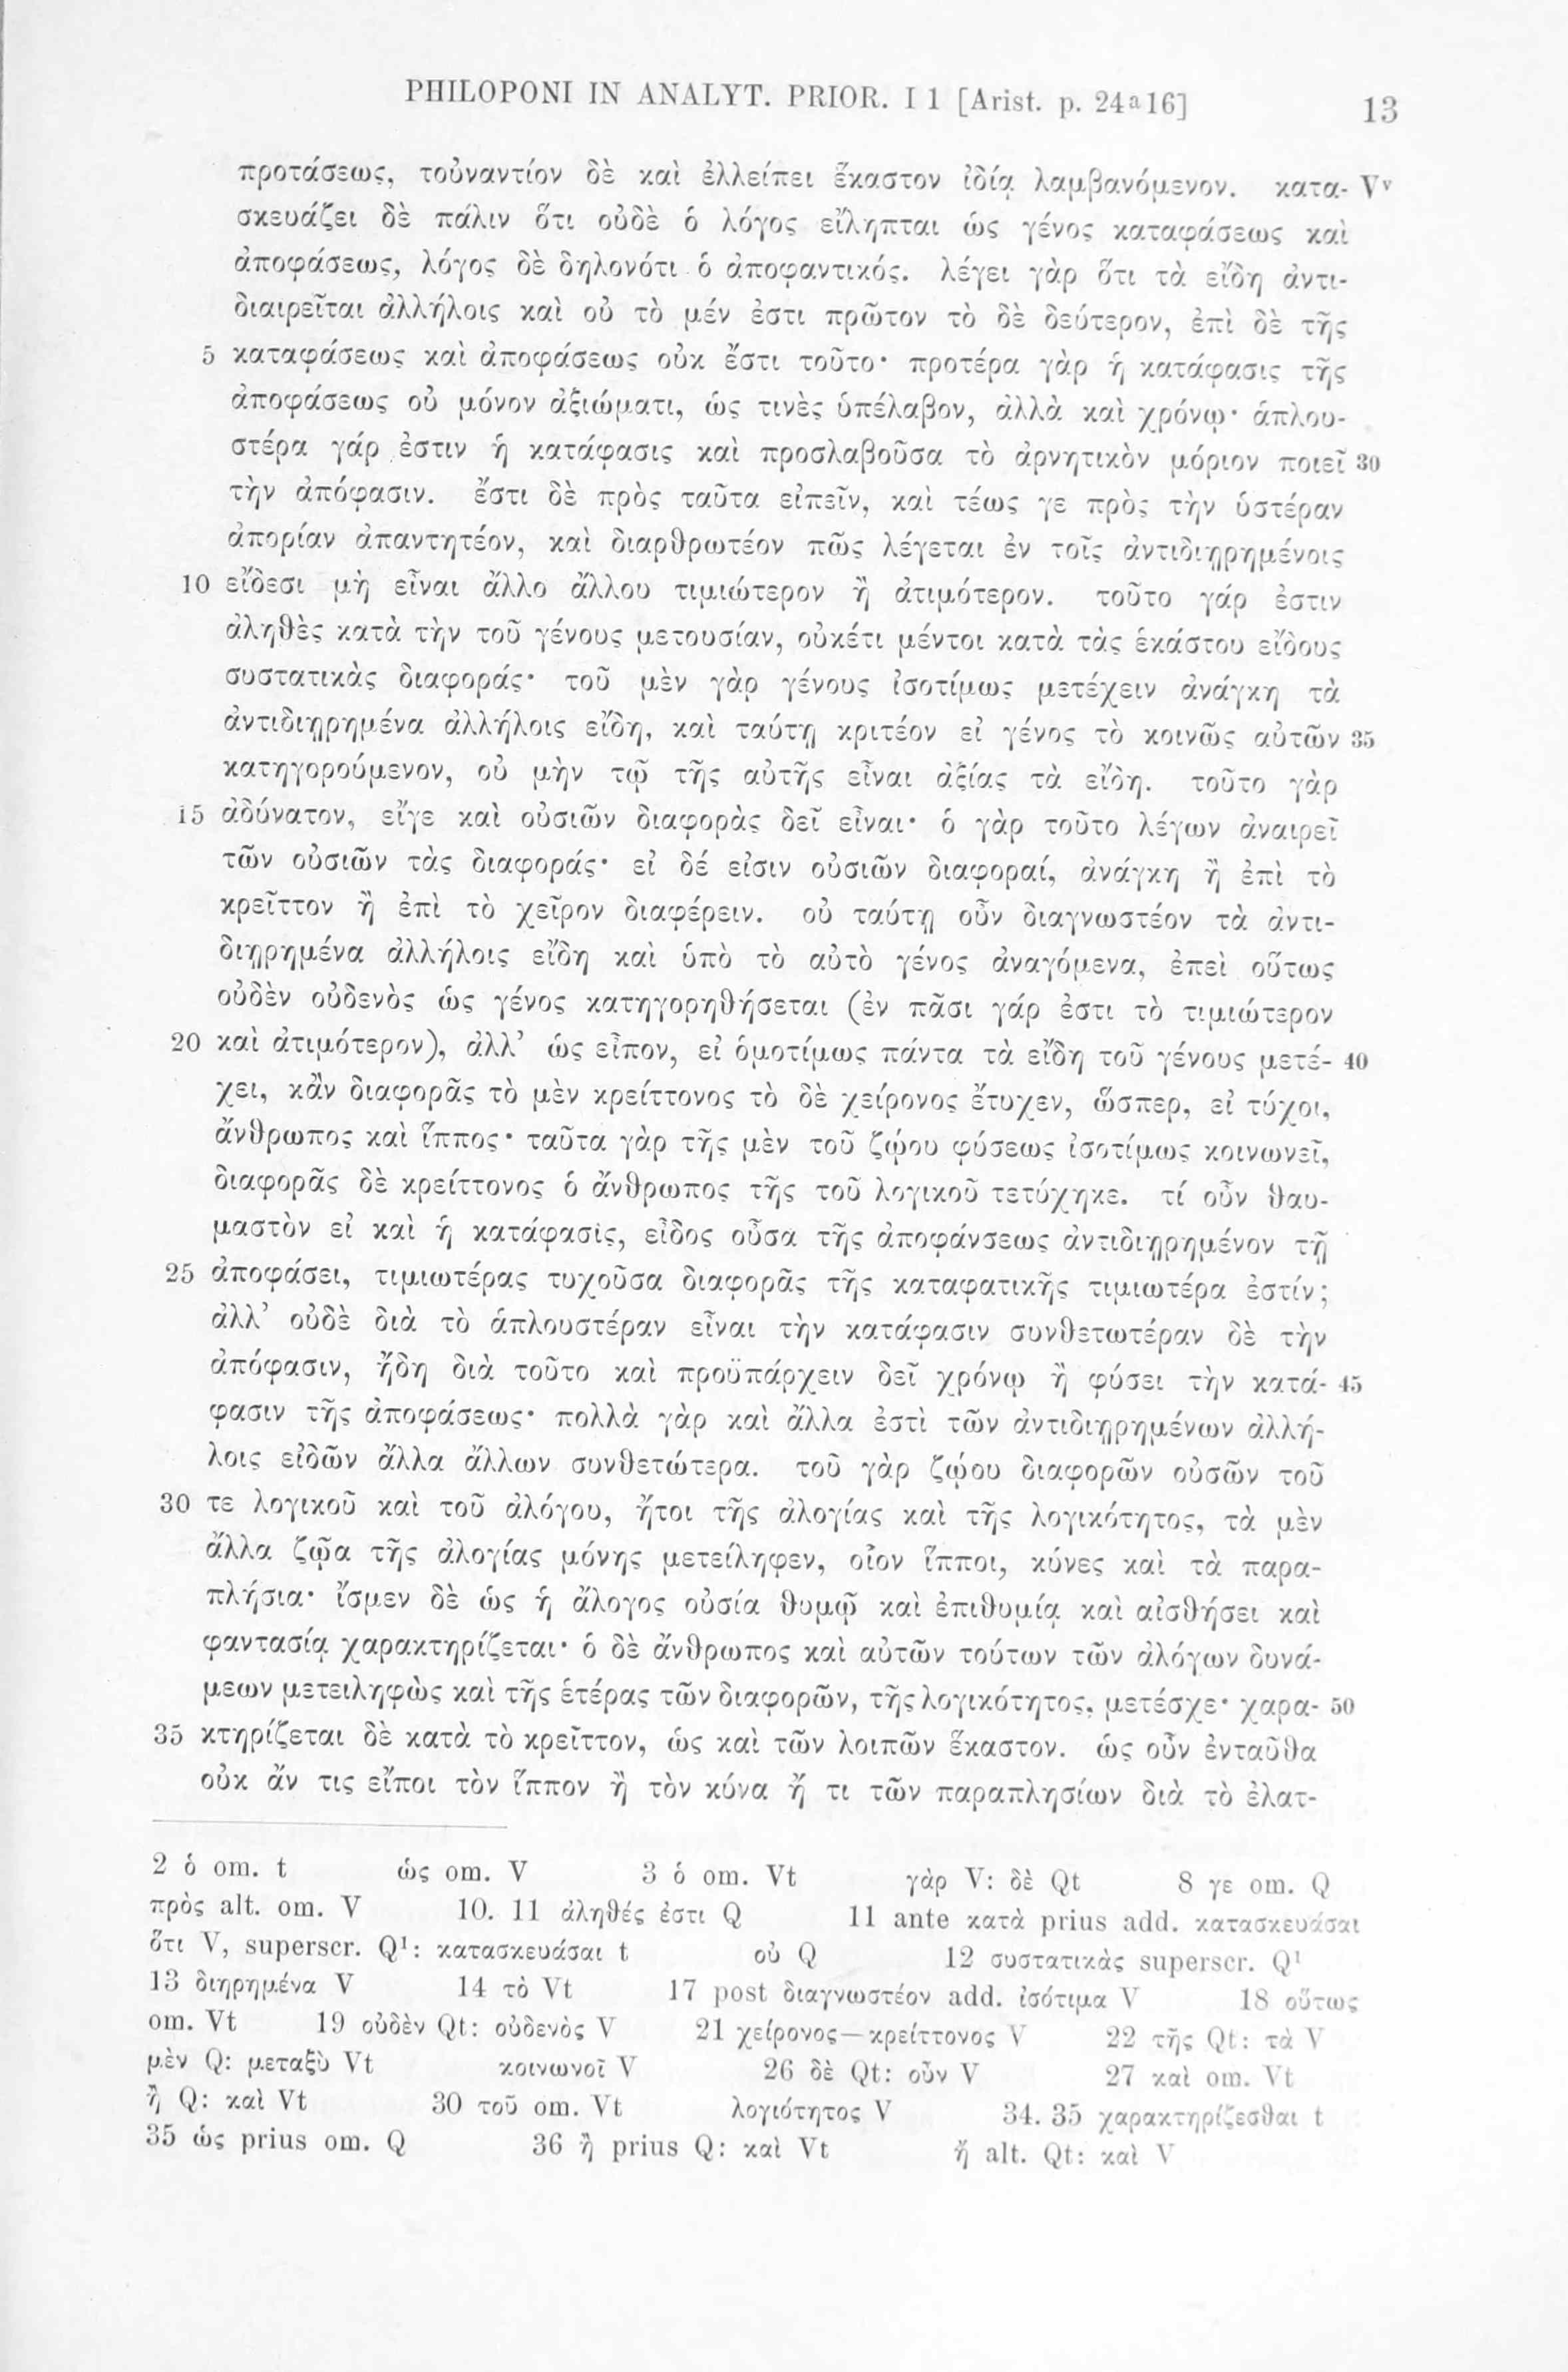 PHILOPONI IN ANALYT. PRIOR. I 1 [Arist. p. 24a16] 13
προτάσεως, τοὐναντίον δὲ καὶ ἐλλείπει ἕκαστον ἰδίᾳ λαμβανόμενον. κατα- Vv
σκευάζει δὲ πάλιν ὅτι οὐδὲ ὁ λόγος εἴληπται ὡς γένος καταφάσεως καὶ
ἀποφάσεως, λόγος δὲ δηλονότι ὁ ἀποφαντικός. λέγει γὰρ ὅτι τὰ εἴδη ἀντι-
διαιρεῖται ἀλλήλοις καὶ οὐ τὸ μέν ἐστι πρῶτον τὸ δὲ δεύτερον, ἐπὶ δὲ τῆς
5 καταφάσεως καὶ ἀποφάσεως οὐκ ἔστι τοῦτο· προτέρα γὰρ ἡ κατάφασις τῆς
ἀποφάσεως οὐ μόνον ἀξιώματι, ὡς τινὲς ὑπέλαβον, ἀλλὰ καὶ χρόνῳ· ἁπλου-
στέρα γάρ ἐστιν ἡ κατάφασις καὶ προσλαβοῦσα τὸ ἀρνητικὸν μόριον ποιεῖ 30
τὴν ἀπόφασιν. ἔστι δὲ πρὸς ταῦτα εἰπεῖν, καὶ τέως γε πρὸς τὴν ὑστέραν
ἀπορίαν ἀπαντητέον, καὶ διαρθρωτέον πῶς λέγεται ἐν τοῖς ἀντιδιῃρημένοις
10 εἴδεσι μὴ εἶναι ἄλλο ἄλλου τιμιώτερον ἢ ἀτιμότερον. τοῦτο γάρ ἐστιν
ἀληθὲς κατὰ τὴν τοῦ γένους μετουσίαν, οὐκέτι μέντοι κατὰ τὰς ἑκάστου εἴδους
συστατικὰς διαφοράς· τοῦ μὲν γὰρ γένους ἰσοτίμως μετέχειν ἀνάγκη τὰ
ἀντιδιῃρημένα ἀλλήλοις εἴδη, καὶ ταύτῃ κριτέον εἰ γένος τὸ κοινῶς αὐτῶν 35
κατηγορούμενον, οὐ μὴν τῷ τῆς αὐτῆς εἶναι ἀξίας τὰ εἴδη. τοῦτο γὰρ
15 ἀδύνατον, εἴγε καὶ οὐσιῶν διαφορὰς δεῖ εἶναι· ὁ γὰρ τοῦτο λέγων ἀναιρεῖ
τῶν οὐσιῶν τὰς διαφοράς· εἰ δέ εἰσιν οὐσιῶν διαφοραί, ἀνάγκη ἢ ἐπὶ τὸ
κρεῖττον ἢ ἐπὶ τὸ χεῖρον διαφέρειν. οὐ ταύτῃ οὖν διαγνωστέον τὰ ἀντι-
διῃρημένα ἀλλήλοις εἴδη καὶ ὑπὸ τὸ αὐτὸ γένος ἀναγόμενα, ἐπεὶ οὕτως
οὐδὲν οὐδενὸς ὡς γένος κατηγορηθήσεται (ἐν πᾶσι γάρ ἐστι τὸ τιμιώτερον
20 καὶ ἀτιμότερον), ἀλλ’ ὡς εἶπον, εἰ ὁμοτίμως πάντα τὰ εἴδη τοῦ γένους μετέ- 40
χει, κἂν διαφορᾶς τὸ μὲν κρείττονος τὸ δὲ χείρονος ἔτυχεν, ὥσπερ, εἰ τύχοι,
ἄνθρωπος καὶ ἵππος· ταῦτα γὰρ τῆς μὲν τοῦ ζῴου φύσεως ἰσοτίμως κοινωνεῖ,
διαφορᾶς δὲ κρείττονος ὁ ἄνθρωπος τῆς τοῦ λογικοῦ τετύχηκε. τί οὖν θαυ-
μαστὸν εἰ καὶ ἡ κατάφασις, εἶδος οὖσα τῆς ἀποφάνσεως ἀντιδιῃρημένον τῇ
25 ἀποφάσει, τιμιωτέρας τυχοῦσα διαφορᾶς τῆς καταφατικῆς τιμιωτέρα ἐστίν;
ἀλλ’ οὐδὲ διὰ τὸ ἁπλουστέραν εἶναι τὴν κατάφασιν συνθετωτέραν δὲ τὴν
ἀπόφασιν, ἤδη διὰ τοῦτο καὶ προϋπάρχειν δεῖ χρόνῳ ἢ φύσει τὴν κατά- 45
φασιν τῆς ἀποφάσεως· πολλὰ γὰρ καὶ ἄλλα ἐστὶ τῶν ἀντιδιῃρημένων ἀλλή-
λοις εἰδῶν ἄλλα ἄλλων συνθετώτερα. τοῦ γὰρ ζῴου διαφορῶν οὐσῶν τοῦ
30 τε λογικοῦ καὶ τοῦ ἀλόγου, ἤτοι τῆς ἀλογίας καὶ τῆς λογικότητος, τὰ μὲν
ἄλλα ζῷα τῆς ἀλογίας μόνης μετείληφεν, οἷον ἵπποι, κύνες καὶ τὰ παρα-
πλήσια· ἴσμεν δὲ ὡς ἡ ἄλογος οὐσία θυμῷ καὶ ἐπιθυμίᾳ καὶ αἰσθήσει καὶ
φαντασίᾳ χαρακτηρίζεται· ὁ δὲ ἄνθρωπος καὶ αὐτῶν τούτων τῶν ἀλόγων δυνά-
μεων μετειληφὼς καὶ τῆς ἑτέρας τῶν διαφορῶν, τῆς λογικότητος, μετέσχε· χαρα- 50
35 κτηρίζεται δὲ κατὰ τὸ κρεῖττον, ὡς καὶ τῶν λοιπῶν ἕκαστον. ὡς οὖν ἐνταῦθα
οὐκ ἄν τις εἴποι τὸν ἵππον ἢ τὸν κύνα ἤ τι τῶν παραπλησίων διὰ τὸ ἐλατ-
2 ὁ om. t ὡς om. V 3 ὁ om. Vt γὰρ V: δὲ Qt 8 γε om. Q
πρὸς alt. om. V 10. 11 ἀληθές ἐστι Q 11 ante κατὰ prius add. κατασκευάσαι
ὅτι V, superscr. Q1: κατασκευάσαι t οὐ Q 12 συστατικὰς superscr. Q1
13 διῃρημένα V 14 τὸ Vt 17 post διαγνωστέον add. ἰσότιμα V 18 οὕτως
om. Vt 19 οὐδὲν Qt: οὐδενὸς V 21 χείρονος—κρείττονος V 22 τῆς Qt: τὰ V
μὲν Q: μεταξὺ Vt κοινωνοῖ V 26 δὲ Qt: οὖν V 27 καὶ om. Vt
ἢ Q: καὶ Vt 30 τοῦ om. Vt λογιότητος V 34. 35 χαρακτηρίζεσθαι t
35 ὡς prius om. Q 36 ἢ prius Q: καὶ Vt ἤ alt. Qt: καὶ V